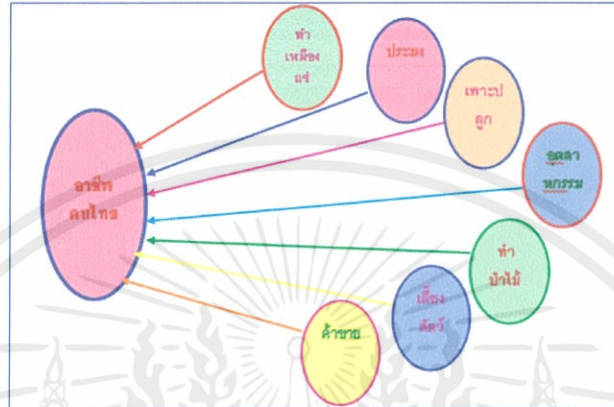 ทำ
เหมือง
แร่
ประมง
เพาะป
ลูก
อุตสา
หกรรม
อาชีพ
คนไทย
ทำ
ป่าไม้
เลี้ยง
สัตว์
ค้าขาย